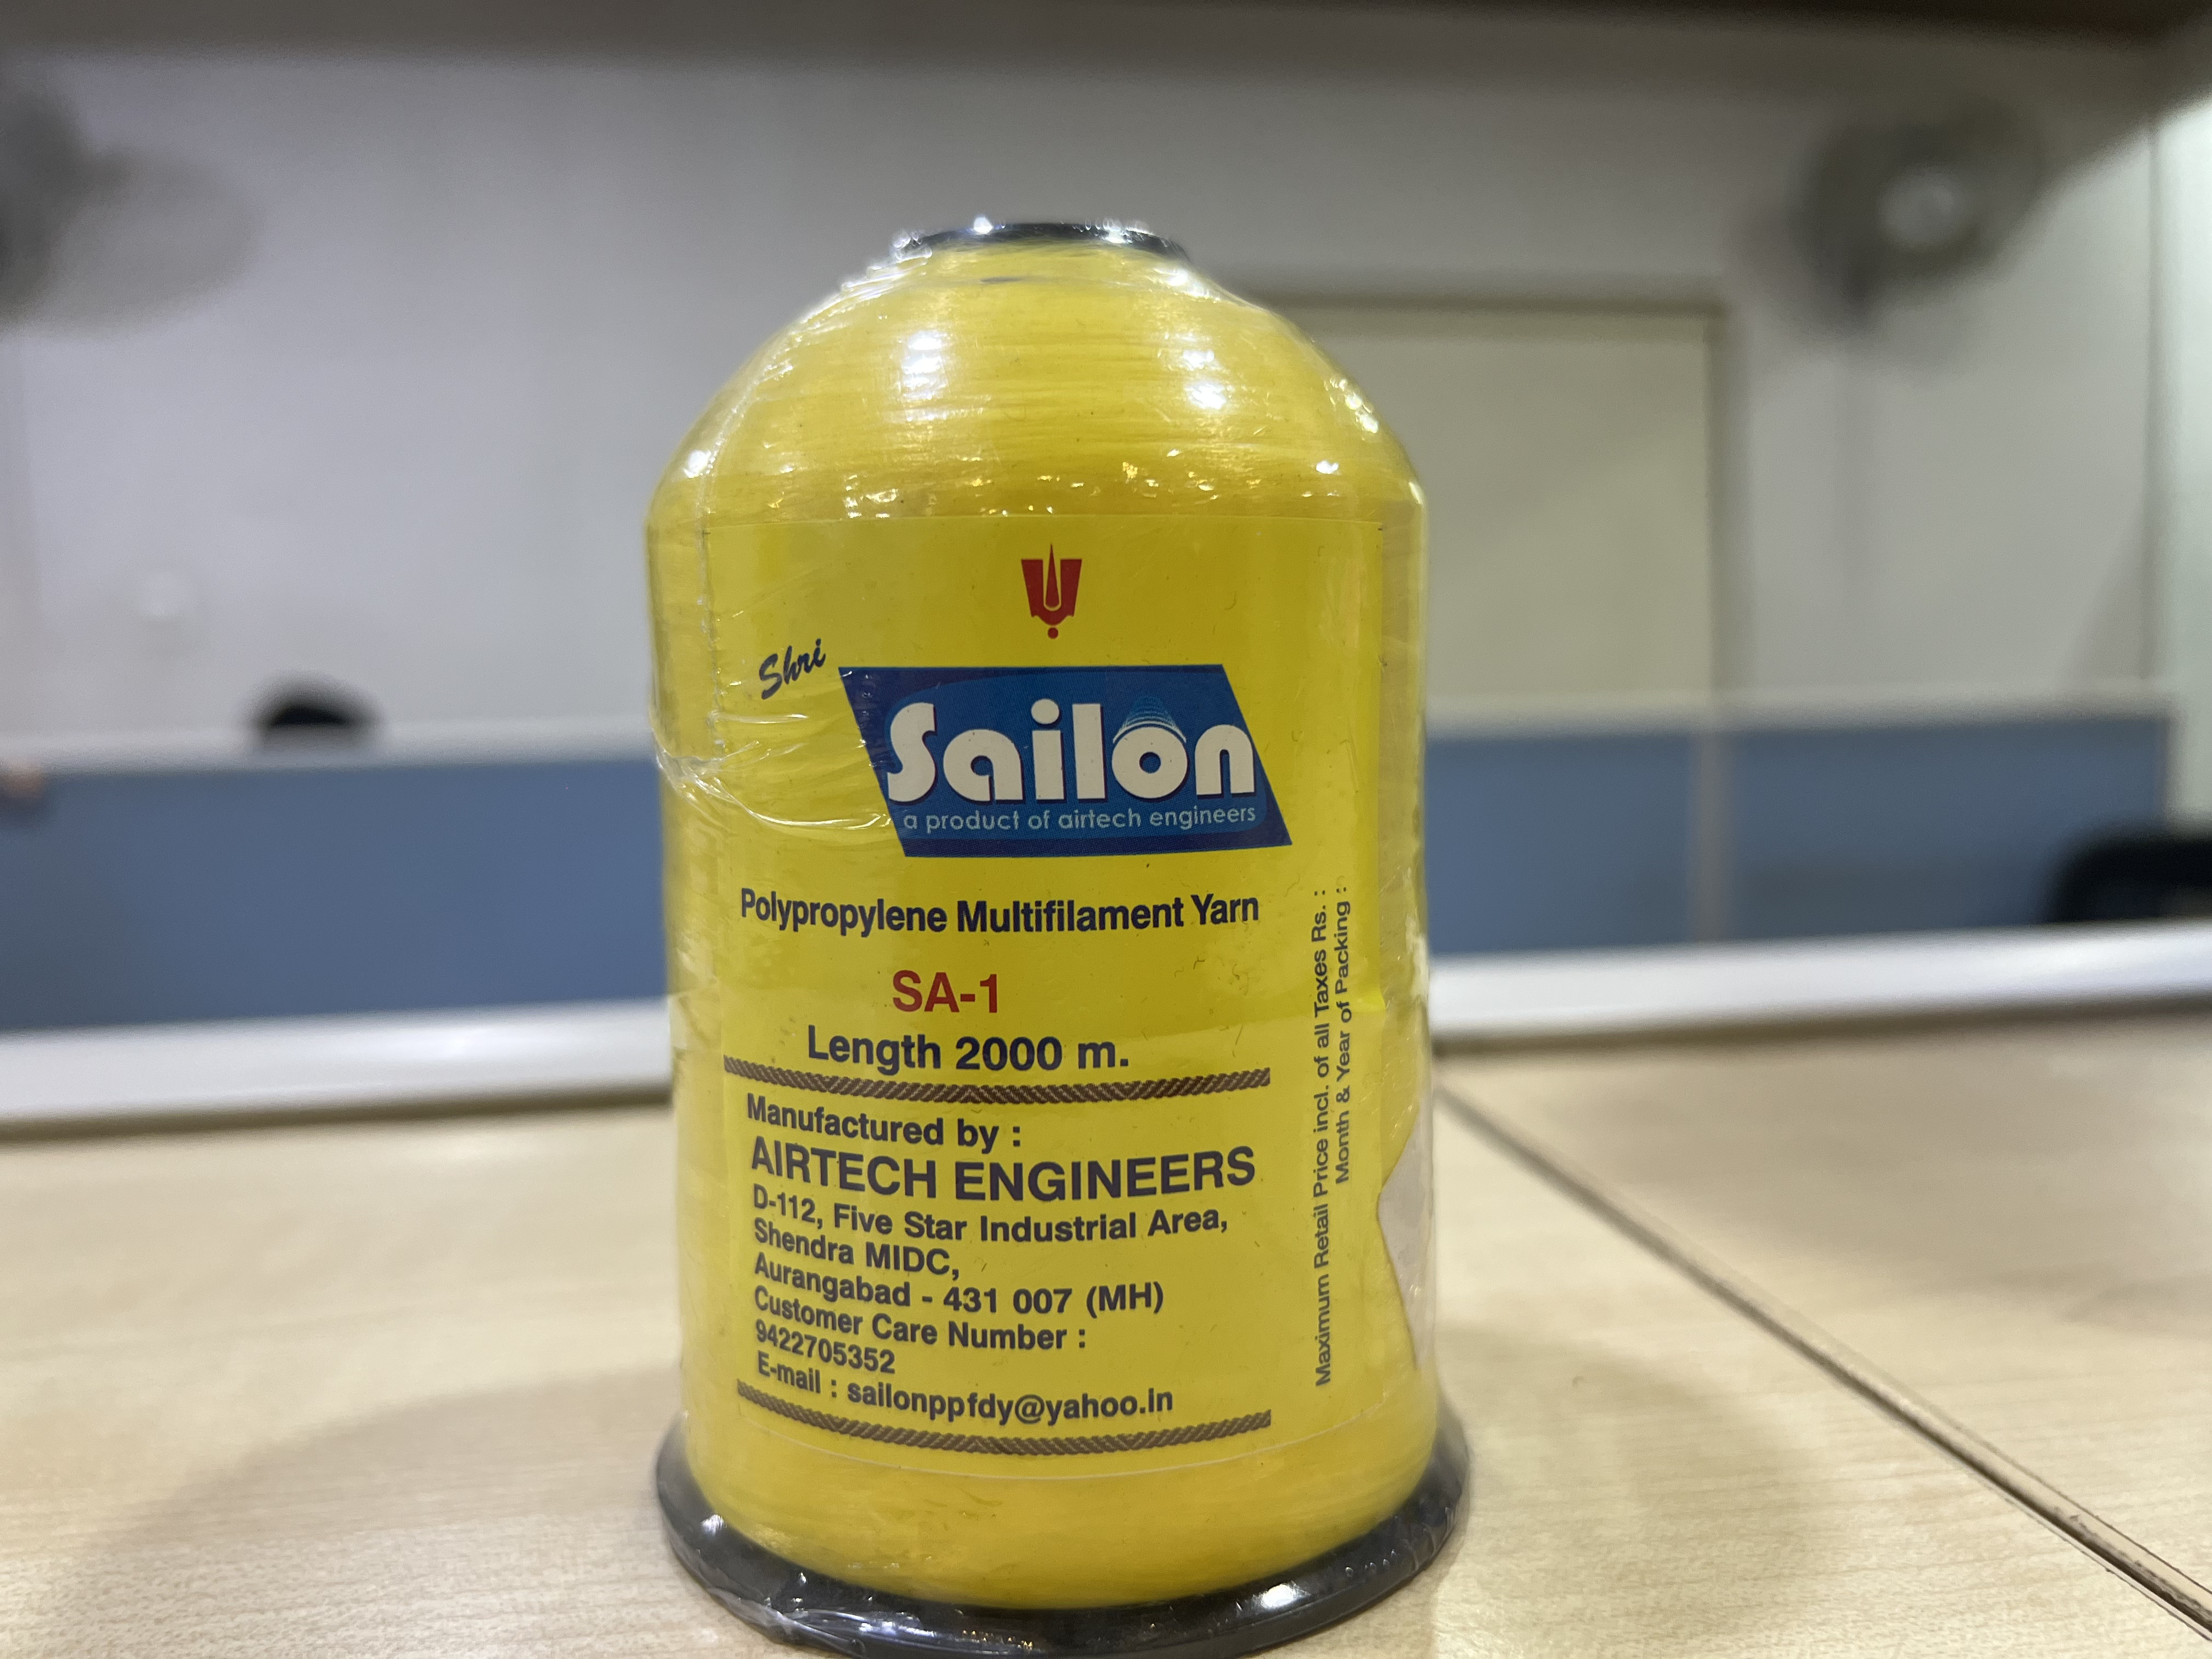 Shri
Sailon
a product of airtech engineers
Polypropylene Multifilament Yarn
SA-1
Length 2000 m.
Manufactured by :
AIRTECH ENGINEERS
D-112, Five Star Industrial Area,
Shendra MIDC,
Aurangabad - 431 007 (MH)
Customer Care Number :
9422705352
E-mail : sailonppfdy@yahoo.In
Maximum Retail Price incl. of all Taxes Rs. :
Month & Year of Packing :